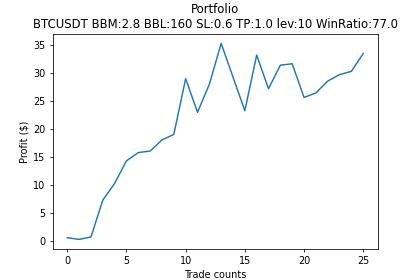 Portfolio
BTCUSDT BBM:2.8 BBL:160 SL:0.6 TP:1.0 lev:10 WinRatio:77.0
35
30
25
20
15
10
5
0
Profit ($)
0 5 10 15 20 25
Trade counts